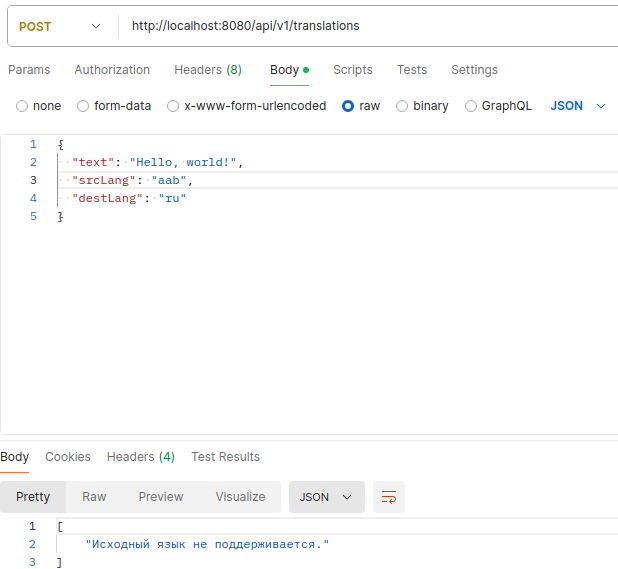 POST http://localhost:8080/api/v1/translations
Params Authorization Headers (8) Body Scripts Tests Settings
none form-data x-www-form-urlencoded raw binary GraphQL JSON
1 {
2 "text": "Hello, world!",
3 "srcLang": "aab",
4 "destLang": "ru"
5 }
Body Cookies Headers (4) Test Results
Pretty Raw Preview Visualize JSON
1 [
2 "Исходный язык не поддерживается."
3 ]